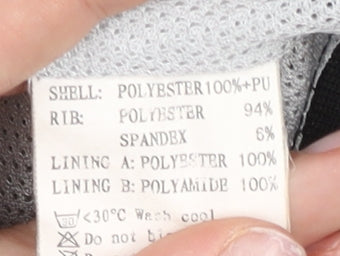 SHELL: POLYESTER100%+PU
RIB: POLYESTER 94%
SPANDEX 6%
LINING A: POLYESTER 100%
LINING B: POLYAMIDE 100%
<30°C Wash cool
Do not